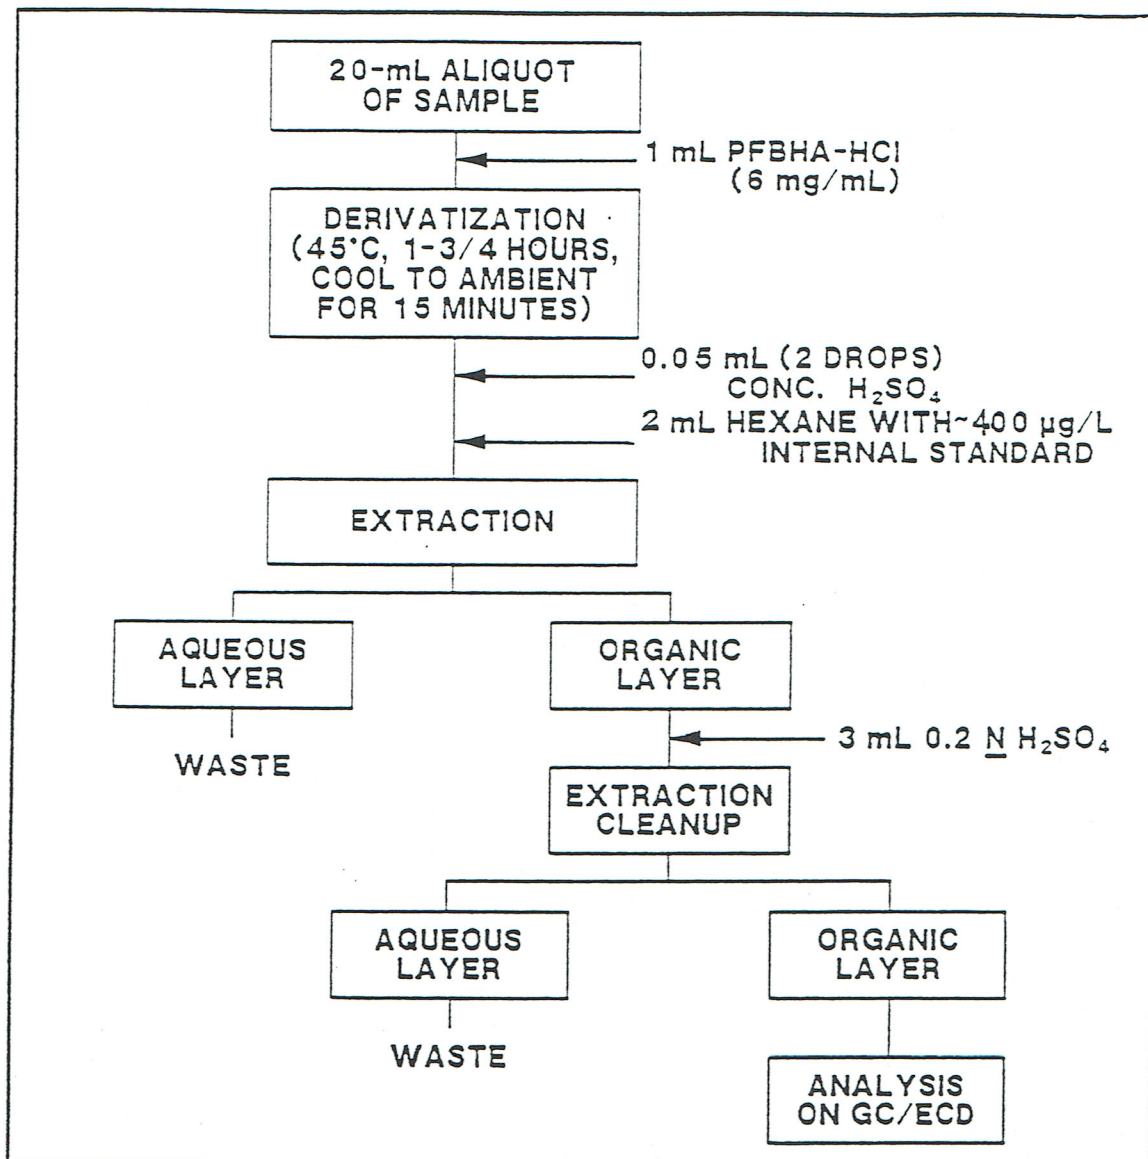 20-mL ALIQUOT
OF SAMPLE
1 mL PFBHA-HCl
(6 mg/mL)
DERIVATIZATION
(45°C, 1-3/4 HOURS,
COOL TO AMBIENT
FOR 15 MINUTES)
0.05 mL (2 DROPS)
CONC. H₂SO₄
2 mL HEXANE WITH~400 µg/L
INTERNAL STANDARD
EXTRACTION
AQUEOUS
LAYER
ORGANIC
LAYER
WASTE
3 mL 0.2 N H₂SO₄
EXTRACTION
CLEANUP
AQUEOUS
LAYER
ORGANIC
LAYER
WASTE
ANALYSIS
ON GC/ECD